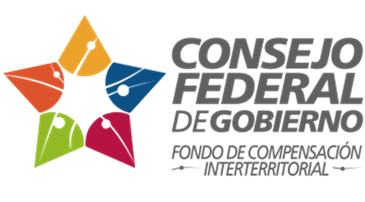 CONSEJO
FEDERAL
DE GOBIERNO
FONDO DE COMPENSACIÓN
INTERTERRITORIAL